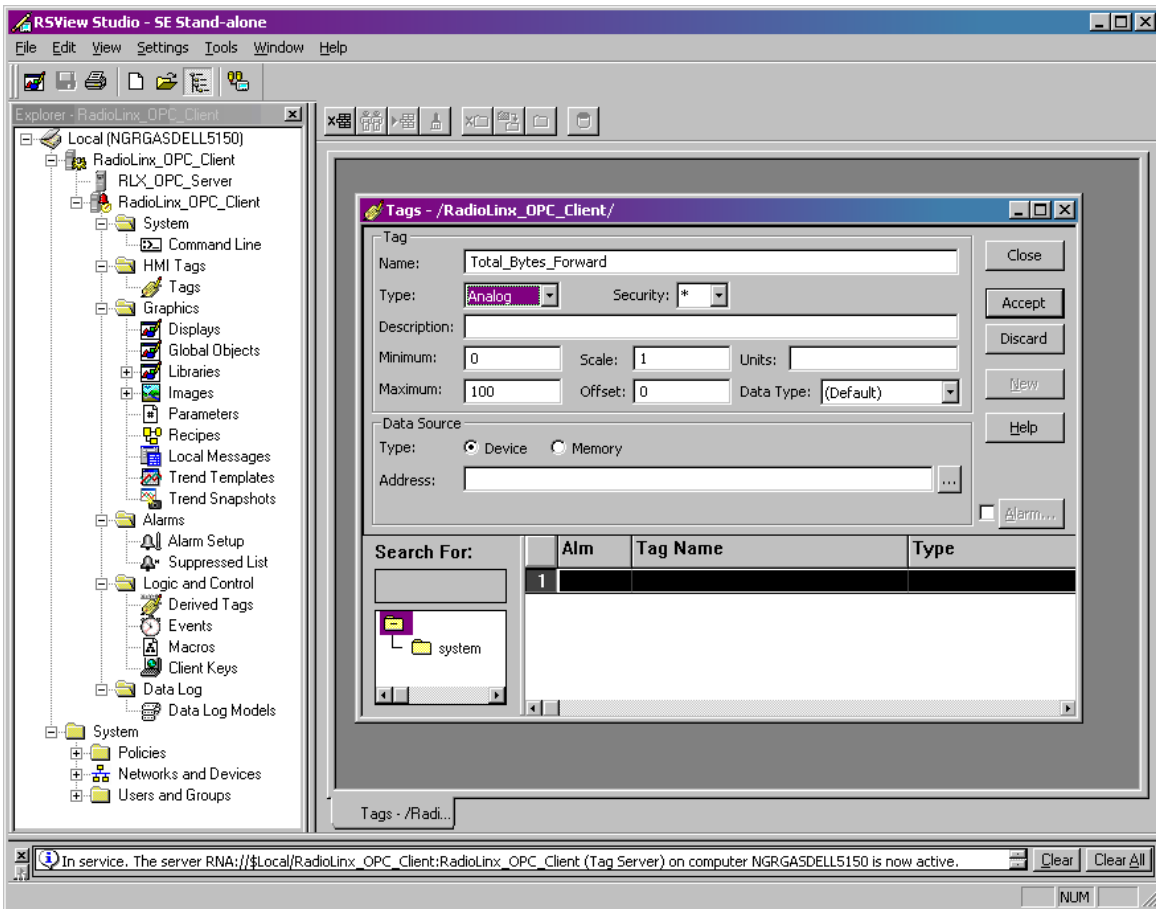 RSView Studio - SE Stand-alone
File Edit View Settings Tools Window Help
Explorer - RadioLinx_OPC_Client
Local (NGRGASDELL5150)
RadioLinx_OPC_Client
RLX_OPC_Server
RadioLinx_OPC_Client
System
Command Line
HMI Tags
Tags
Graphics
Displays
Global Objects
Libraries
Images
Parameters
Recipes
Local Messages
Trend Templates
Trend Snapshots
Alarms
Alarm Setup
Suppressed List
Logic and Control
Derived Tags
Events
Macros
Client Keys
Data Log
Data Log Models
System
Policies
Networks and Devices
Users and Groups
Tags - /RadioLinx_OPC_Client/
Tag
Name: Total_Bytes_Forward
Type: Analog Security: *
Description:
Minimum: 0 Scale: 1 Units:
Maximum: 100 Offset: 0 Data Type: (Default)
Data Source
Type: Device Memory
Address: ...
Close
Accept
Discard
New
Help
Alarm...
Search For:
system
Alm Tag Name Type
1
Tags - /Radi...
In service. The server RNA://$Local/RadioLinx_OPC_Client:RadioLinx_OPC_Client (Tag Server) on computer NGRGASDELL5150 is now active.
Clear Clear All
NUM